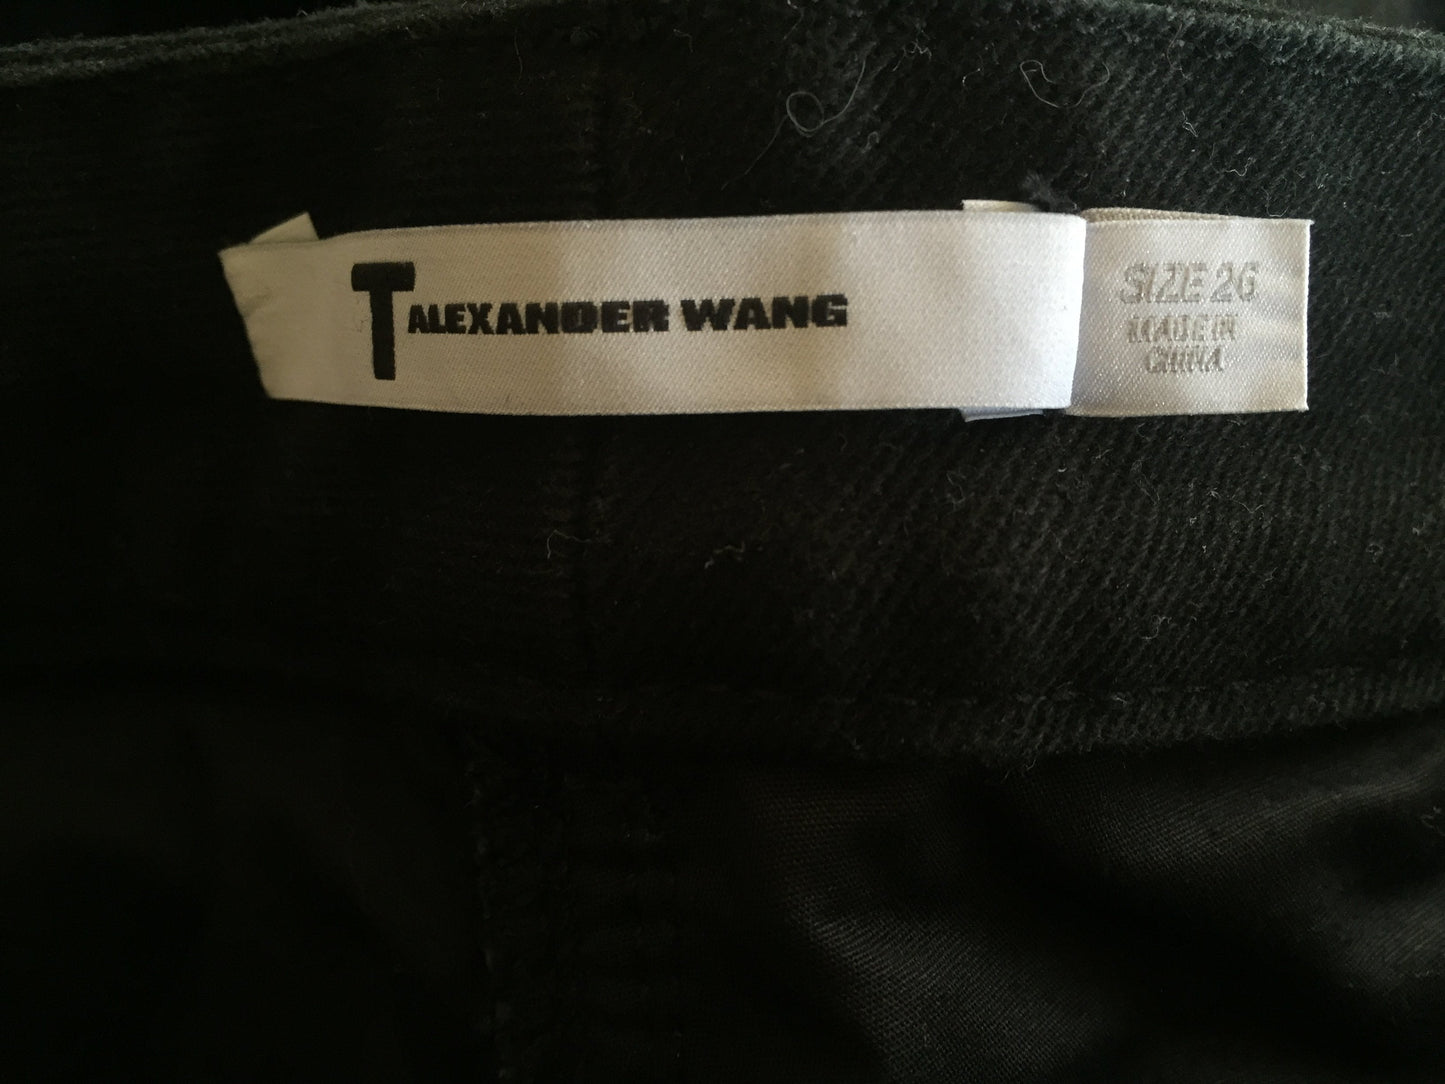 T ALEXANDER WANG
SIZE 26
MADE IN
CHINA